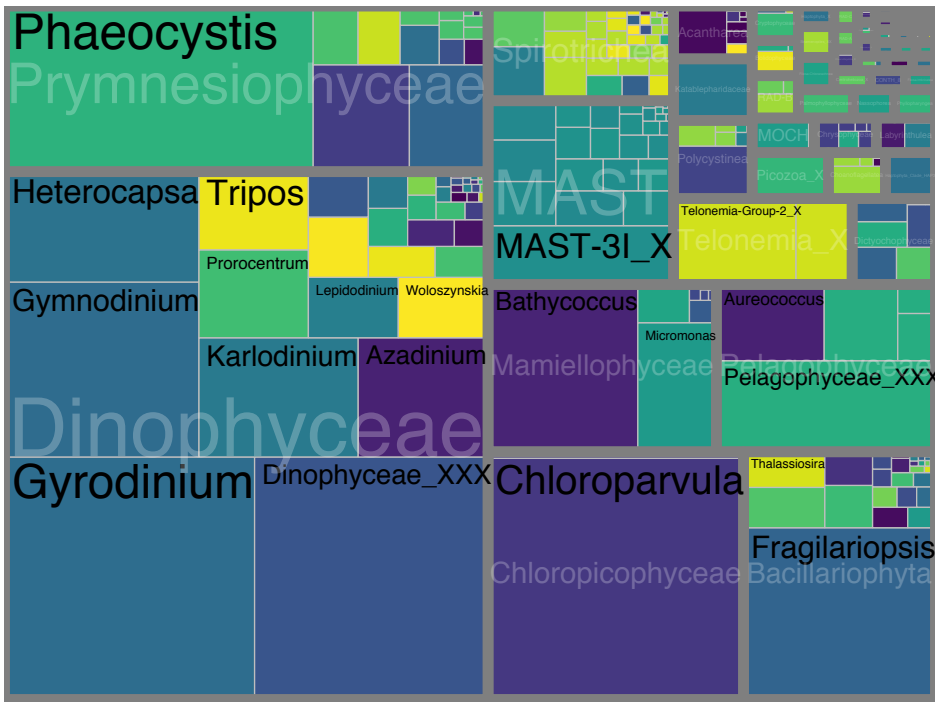 Phaeocystis
Prymnesiophyceae
Heterocapsa
Tripos
Prorocentrum
Gymnodinium
Lepidodinium
Woloszynskia
Karlodinium
Azadinium
Dinophyceae
Gyrodinium
Dinophyceae_XXX
Spirotrichea
MAST
MAST-3I_X
Acantharea
Katablepharidaceae
RAD-B
Polycystinea
MOCH
Labyrinthulea
Picozoa_X
Telonemia-Group-2_X
Telonemia_X
Dictyochophyceae
Bathycoccus
Micromonas
Mamiellophyceae
Aureococcus
Pelagophyceae
Pelagophyceae_XXX
Chloroparvula
Chloropicophyceae
Thalassiosira
Fragilariopsis
Bacillariophyta